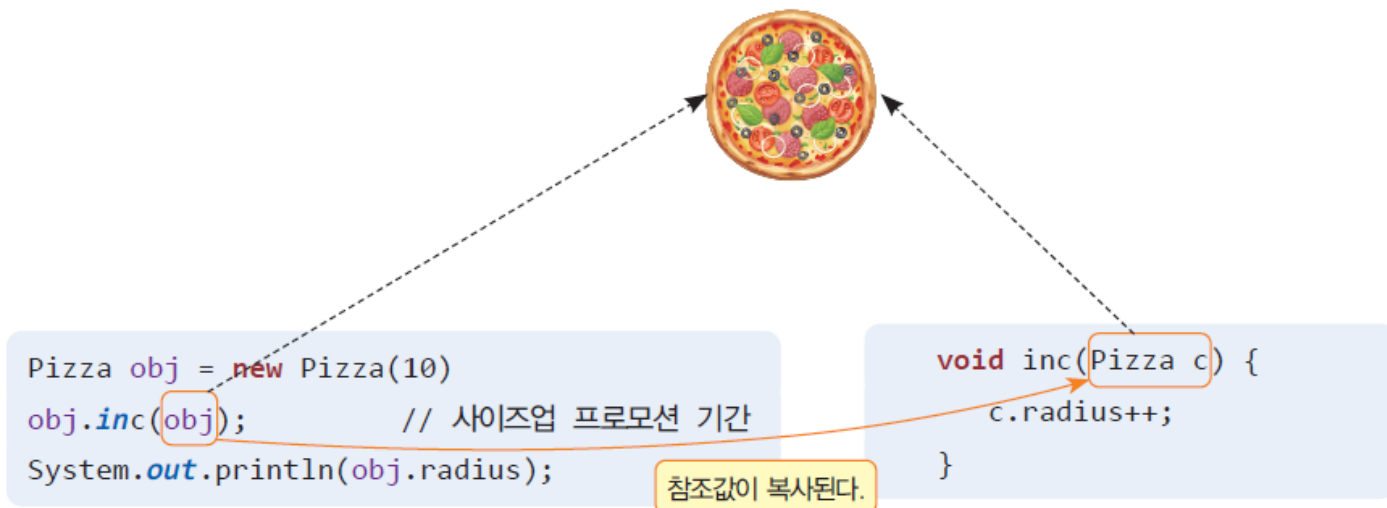 Pizza obj = new Pizza(10)
obj.inc(obj); // 사이즈업 프로모션 기간
System.out.println(obj.radius);
참조값이 복사된다.
void inc(Pizza c) {
c.radius++;
}